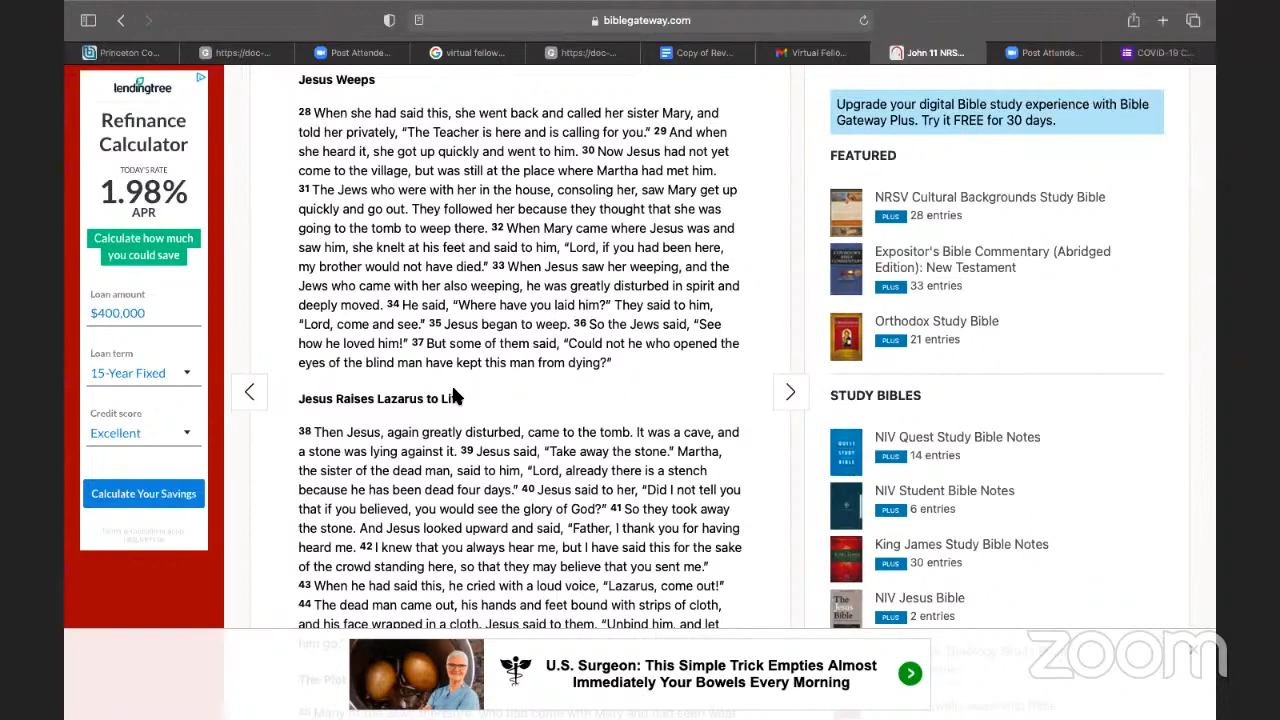 biblegateway.com
Princeton Co...
https://doc-...
Post Attende...
virtual fellow...
https://doc-...
Copy of Rev...
Virtual Fello...
John 11 NRS...
Post Attende...
COVID-19 C...
lendingtree
Refinance
Calculator
TODAY'S RATE
1.98%
APR
Calculate how much
you could save
Loan amount
$400,000
Loan term
15-Year Fixed
Credit score
Excellent
Calculate Your Savings
Jesus Weeps
28 When she had said this, she went back and called her sister Mary, and
told her privately, “The Teacher is here and is calling for you.” 29 And when
she heard it, she got up quickly and went to him. 30 Now Jesus had not yet
come to the village, but was still at the place where Martha had met him.
31 The Jews who were with her in the house, consoling her, saw Mary get up
quickly and go out. They followed her because they thought that she was
going to the tomb to weep there. 32 When Mary came where Jesus was and
saw him, she knelt at his feet and said to him, “Lord, if you had been here,
my brother would not have died.” 33 When Jesus saw her weeping, and the
Jews who came with her also weeping, he was greatly disturbed in spirit and
deeply moved. 34 He said, “Where have you laid him?” They said to him,
“Lord, come and see.” 35 Jesus began to weep. 36 So the Jews said, “See
how he loved him!” 37 But some of them said, “Could not he who opened the
eyes of the blind man have kept this man from dying?”
Jesus Raises Lazarus to
38 Then Jesus, again greatly disturbed, came to the tomb. It was a cave, and
a stone was lying against it. 39 Jesus said, “Take away the stone.” Martha,
the sister of the dead man, said to him, “Lord, already there is a stench
because he has been dead four days.” 40 Jesus said to her, “Did I not tell you
that if you believed, you would see the glory of God?” 41 So they took away
the stone. And Jesus looked upward and said, “Father, I thank you for having
heard me. 42 I knew that you always hear me, but I have said this for the sake
of the crowd standing here, so that they may believe that you sent me.”
43 When he had said this, he cried with a loud voice, “Lazarus, come out!”
44 The dead man came out, his hands and feet bound with strips of cloth,
and his face wrapped in a cloth. Jesus said to them, “Unbind him, and let
him go.”
The Plot
Upgrade your digital Bible study experience with Bible
Gateway Plus. Try it FREE for 30 days.
FEATURED
NRSV Cultural Backgrounds Study Bible
PLUS 28 entries
Expositor's Bible Commentary (Abridged
Edition): New Testament
PLUS 33 entries
Orthodox Study Bible
PLUS 21 entries
STUDY BIBLES
NIV Quest Study Bible Notes
PLUS 14 entries
NIV Student Bible Notes
PLUS 6 entries
King James Study Bible Notes
PLUS 30 entries
NIV Jesus Bible
PLUS 2 entries
U.S. Surgeon: This Simple Trick Empties Almost
Immediately Your Bowels Every Morning
zoom